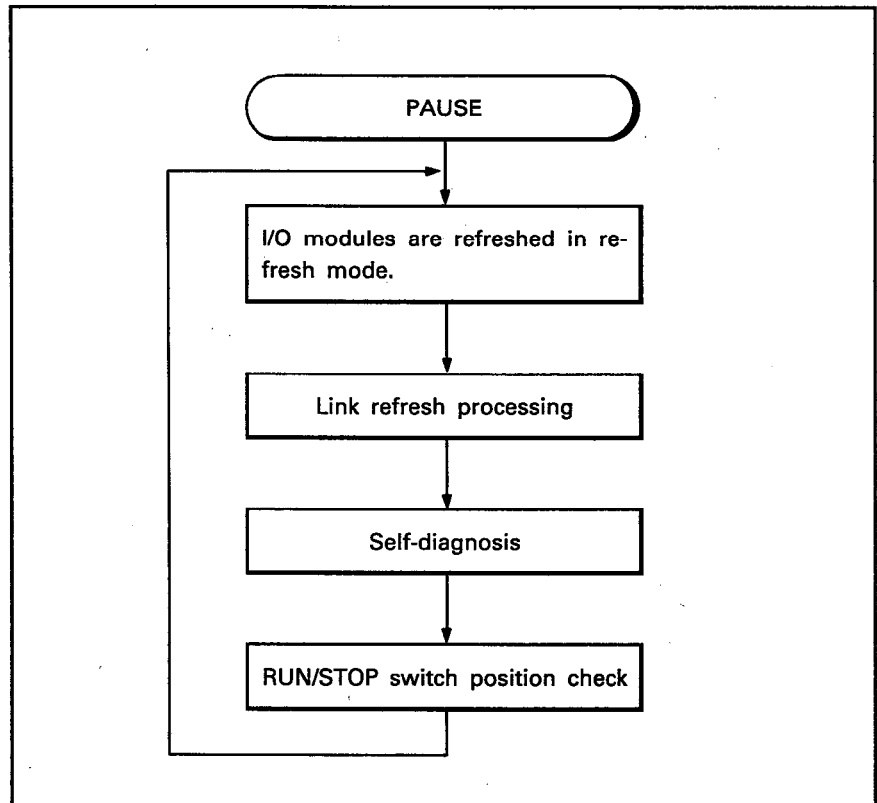 PAUSE
I/O modules are refreshed in re-
fresh mode.
Link refresh processing
Self-diagnosis
RUN/STOP switch position check